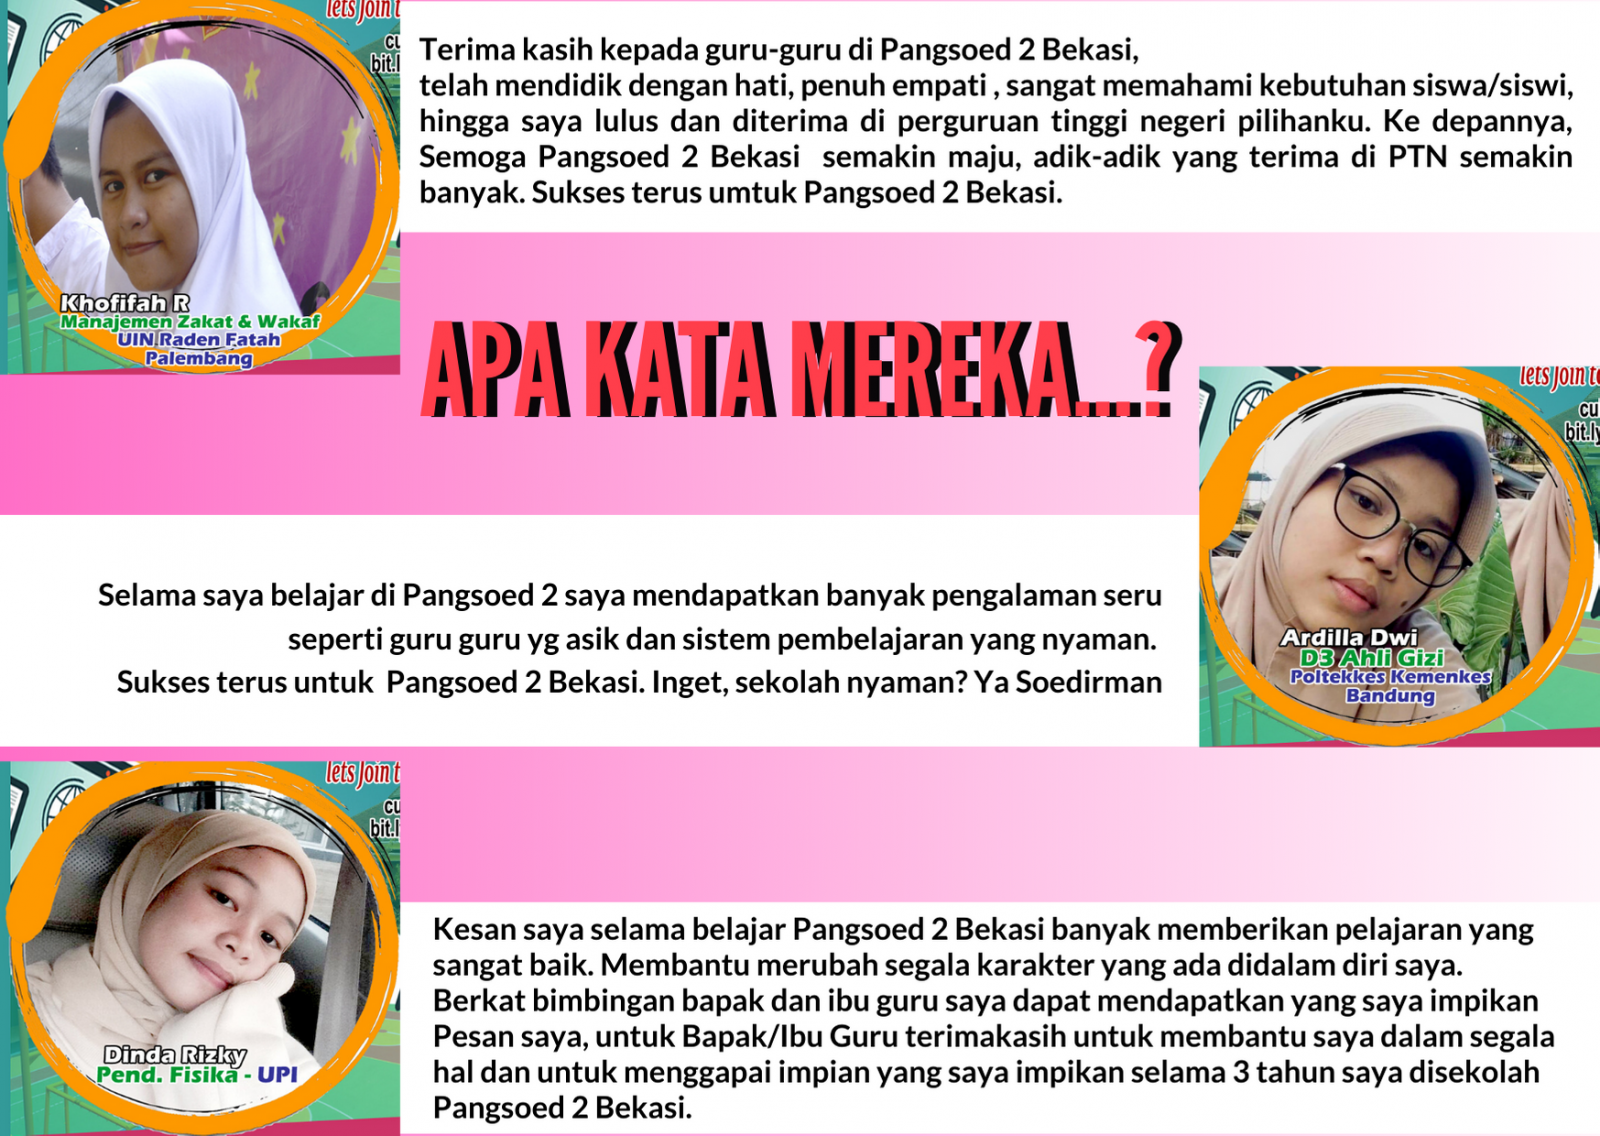 lets Join t
cu
bit.l
Khofifah R
Manajemen Zakat & Wakaf
UIN Raden Fatah
Palembang
Terima kasih kepada guru-guru di Pangsoed 2 Bekasi,
telah mendidik dengan hati, penuh empati , sangat memahami kebutuhan siswa/siswi,
hingga saya lulus dan diterima di perguruan tinggi negeri pilihanku. Ke depannya,
Semoga Pangsoed 2 Bekasi semakin maju, adik-adik yang terima di PTN semakin
banyak. Sukses terus umtuk Pangsoed 2 Bekasi.
APA KATA MEREKA...?
lets Join to
cu
bit.ly
Ardilla Dwi
D3 Ahli Gizi
Poltekkes Kemenkes
Bandung
Selama saya belajar di Pangsoed 2 saya mendapatkan banyak pengalaman seru
seperti guru guru yg asik dan sistem pembelajaran yang nyaman.
Sukses terus untuk Pangsoed 2 Bekasi. Inget, sekolah nyaman? Ya Soedirman
lets Join t
cu
bit.l
Dinda Rizky
Pend. Fisika - UPI
Kesan saya selama belajar Pangsoed 2 Bekasi banyak memberikan pelajaran yang
sangat baik. Membantu merubah segala karakter yang ada didalam diri saya.
Berkat bimbingan bapak dan ibu guru saya dapat mendapatkan yang saya impikan
Pesan saya, untuk Bapak/Ibu Guru terimakasih untuk membantu saya dalam segala
hal dan untuk menggapai impian yang saya impikan selama 3 tahun saya disekolah
Pangsoed 2 Bekasi.